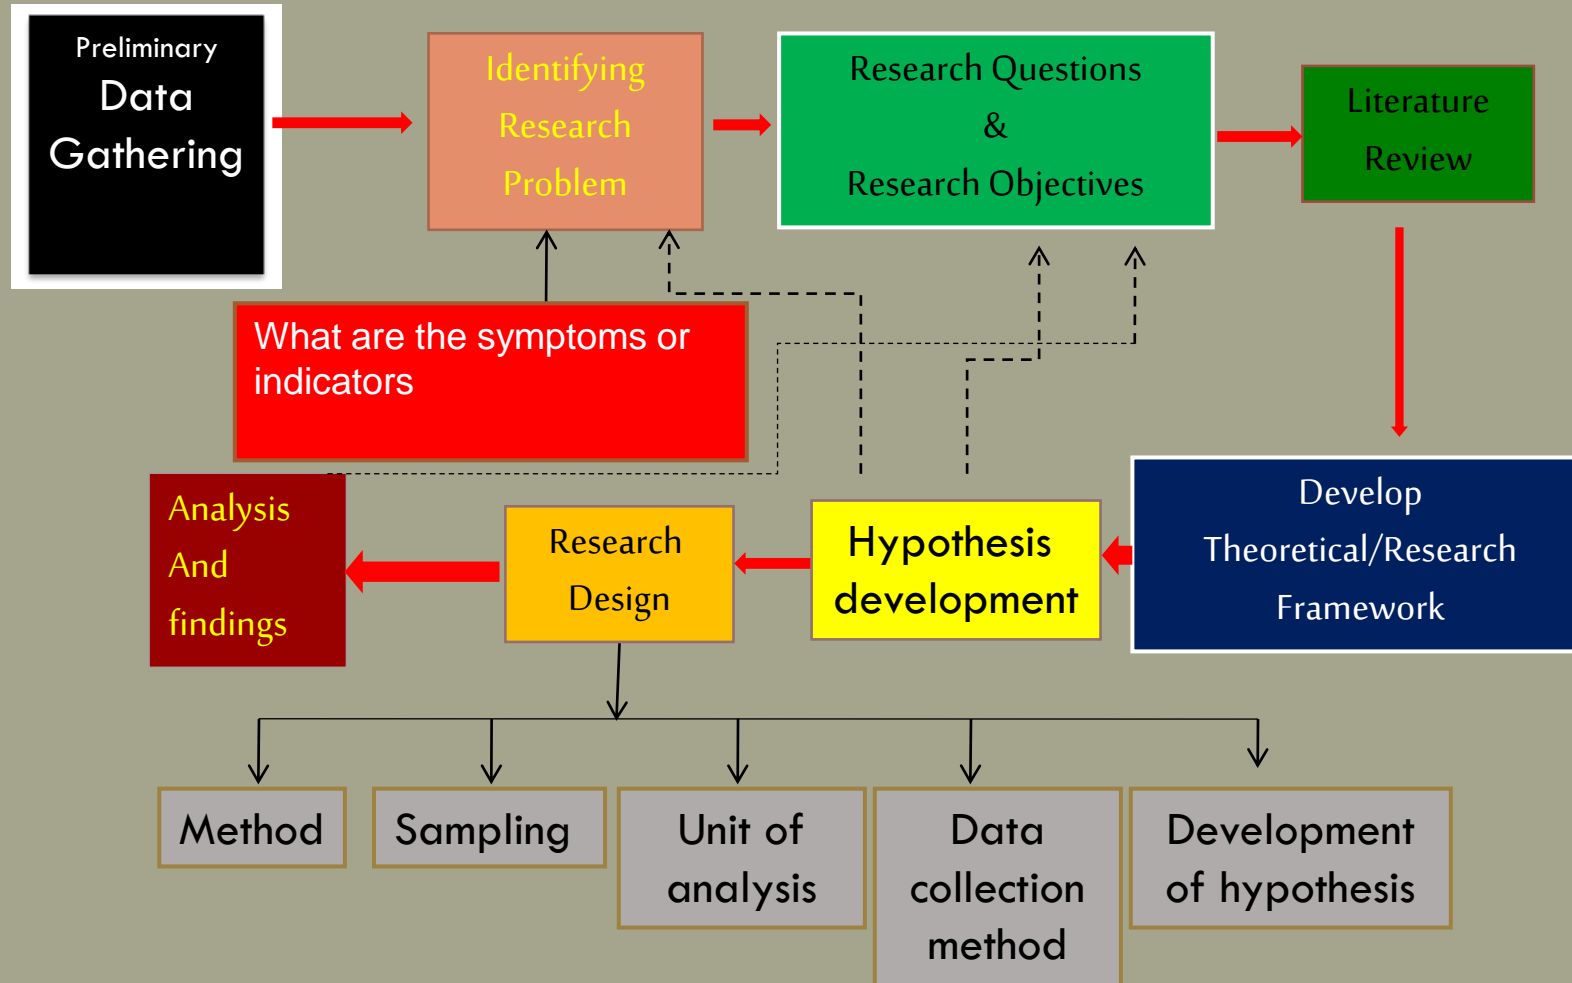 Preliminary
Data
Gathering
Identifying
Research
Problem
Research Questions
&
Research Objectives
Literature
Review
What are the symptoms or
indicators
Analysis
And
findings
Research
Design
Hypothesis
development
Develop
Theoretical/Research
Framework
Method
Sampling
Unit of
analysis
Data
collection
method
Development
of hypothesis